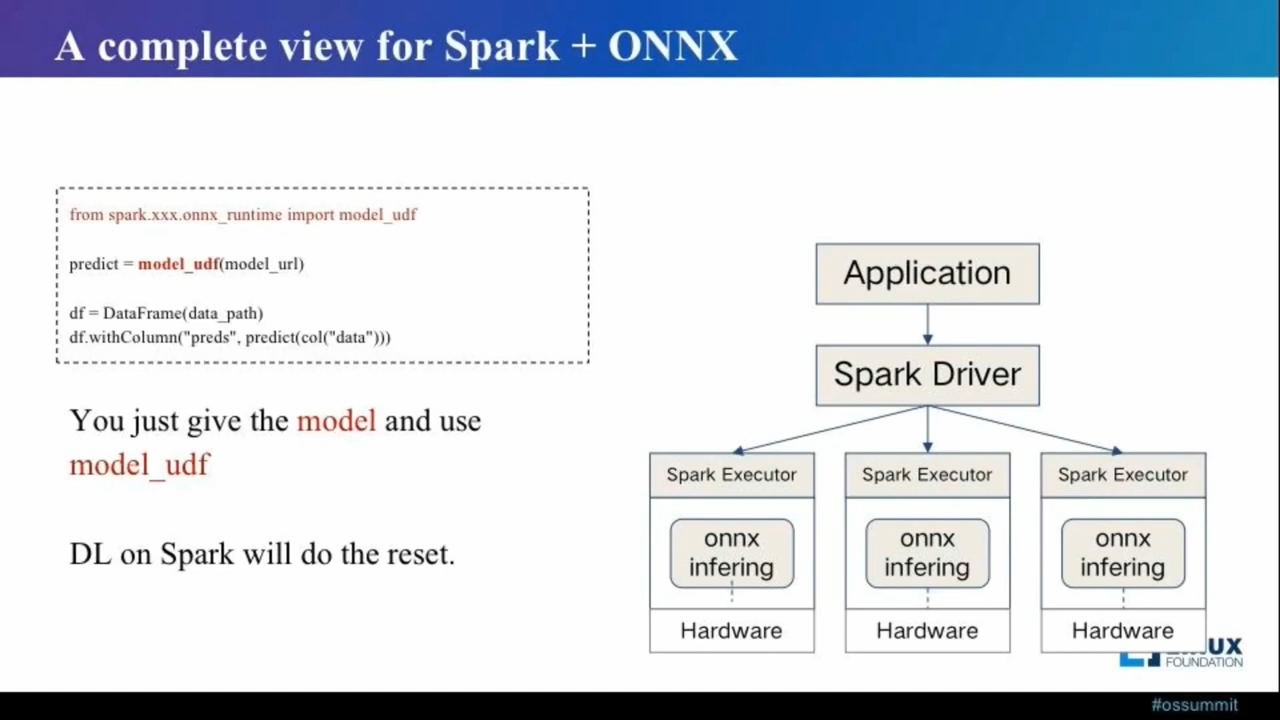 A complete view for Spark + ONNX
from spark.xxx.onnx_runtime import model_udf
predict = model_udf(model_url)
df = DataFrame(data_path)
df.withColumn("preds", predict(col("data")))
You just give the model and use
model_udf
DL on Spark will do the reset.
Application
Spark Driver
Spark Executor
Spark Executor
Spark Executor
onnx
infering
onnx
infering
onnx
infering
Hardware
Hardware
Hardware
FOUNDATION
#ossummit